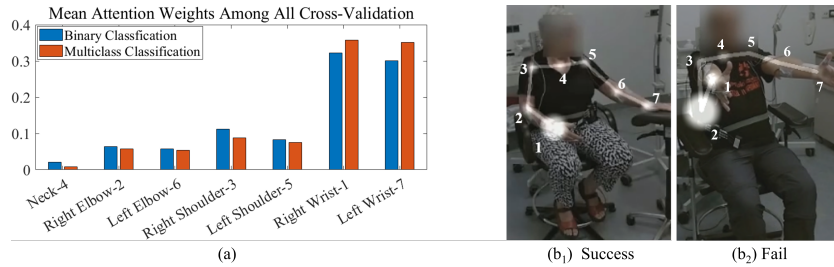 Mean Attention Weights Among All Cross-Validation
0.4
0.3
0.2
0.1
0
Binary Classfication
Multiclass Classification
Neck-4
Right Elbow-2
Left Elbow-6
Right Shoulder-3
Left Shoulder-5
Right Wrist-1
Left Wrist-7
(a)
3
4
5
6
7
2
1
(b₁) Success
3
4
5
6
7
1
2
(b₂) Fail